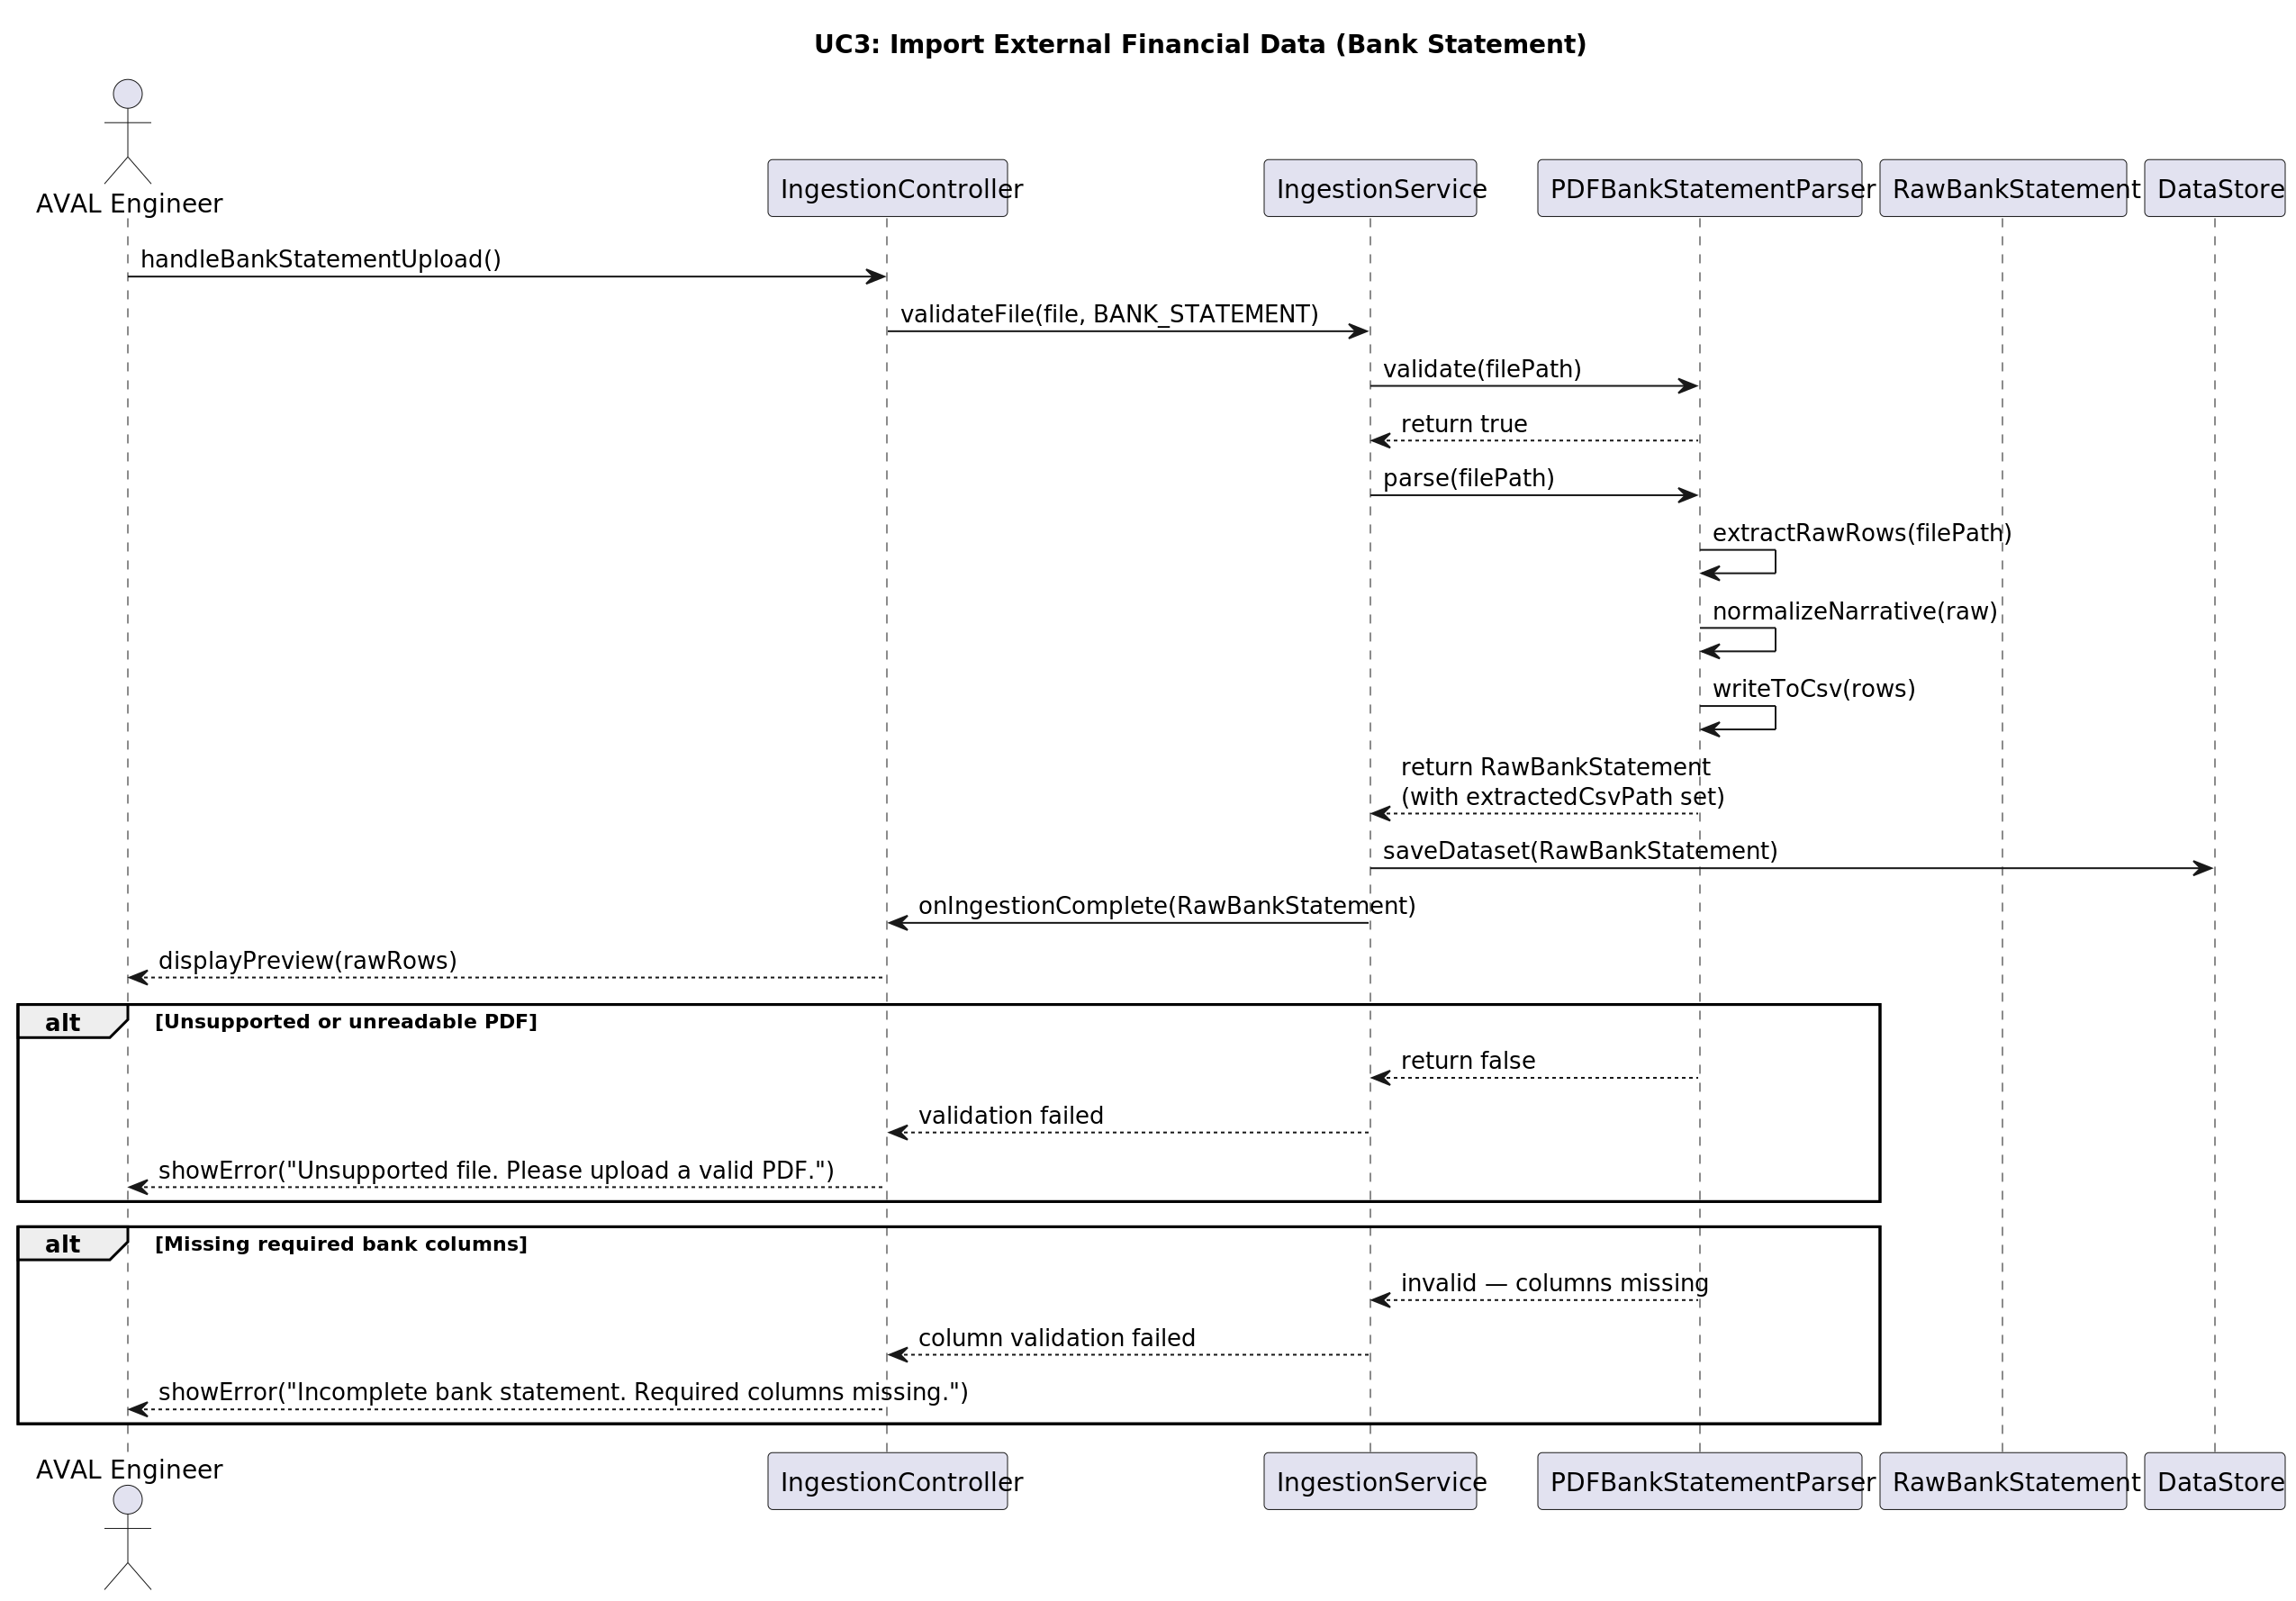 UC3: Import External Financial Data (Bank Statement)
AVAL Engineer
IngestionController
IngestionService
PDFBankStatementParser
RawBankStatement
DataStore
handleBankStatementUpload()
validateFile(file, BANK_STATEMENT)
validate(filePath)
return true
parse(filePath)
extractRawRows(filePath)
normalizeNarrative(raw)
writeToCsv(rows)
return RawBankStatement
(with extractedCsvPath set)
saveDataset(RawBankStatement)
onIngestionComplete(RawBankStatement)
displayPreview(rawRows)
alt [Unsupported or unreadable PDF]
return false
validation failed
showError("Unsupported file. Please upload a valid PDF.")
alt [Missing required bank columns]
invalid — columns missing
column validation failed
showError("Incomplete bank statement. Required columns missing.")
AVAL Engineer
IngestionController
IngestionService
PDFBankStatementParser
RawBankStatement
DataStore